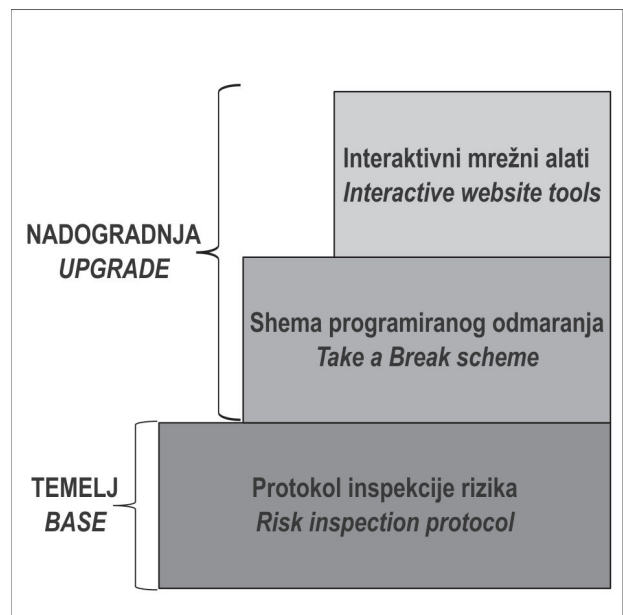 Interaktivni mrežni alati
Interactive website tools
NADOGRADNJA
UPGRADE
Shema programiranog odmaranja
Take a Break scheme
TEMELJ
BASE
Protokol inspekcije rizika
Risk inspection protocol